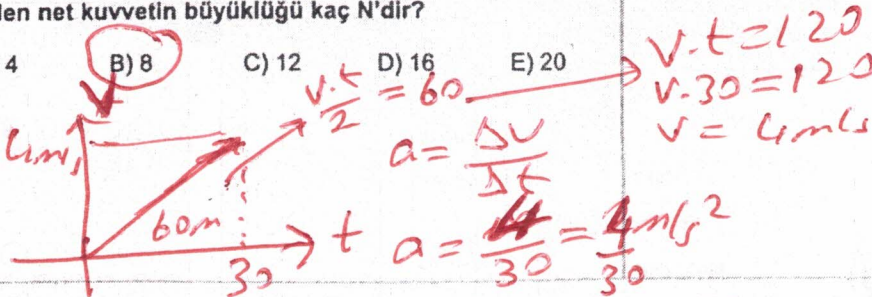 den net kuvvetin büyüklüğü kaç N'dir?
4 B) 8 C) 12 D) 16 E) 20
V
4m/s
60m
30
t
v.t/2 = 60
v.t=120
v.30=120
v = 4m/s
a = ΔV/Δt
a = 4/30 = 4/30 m/s²